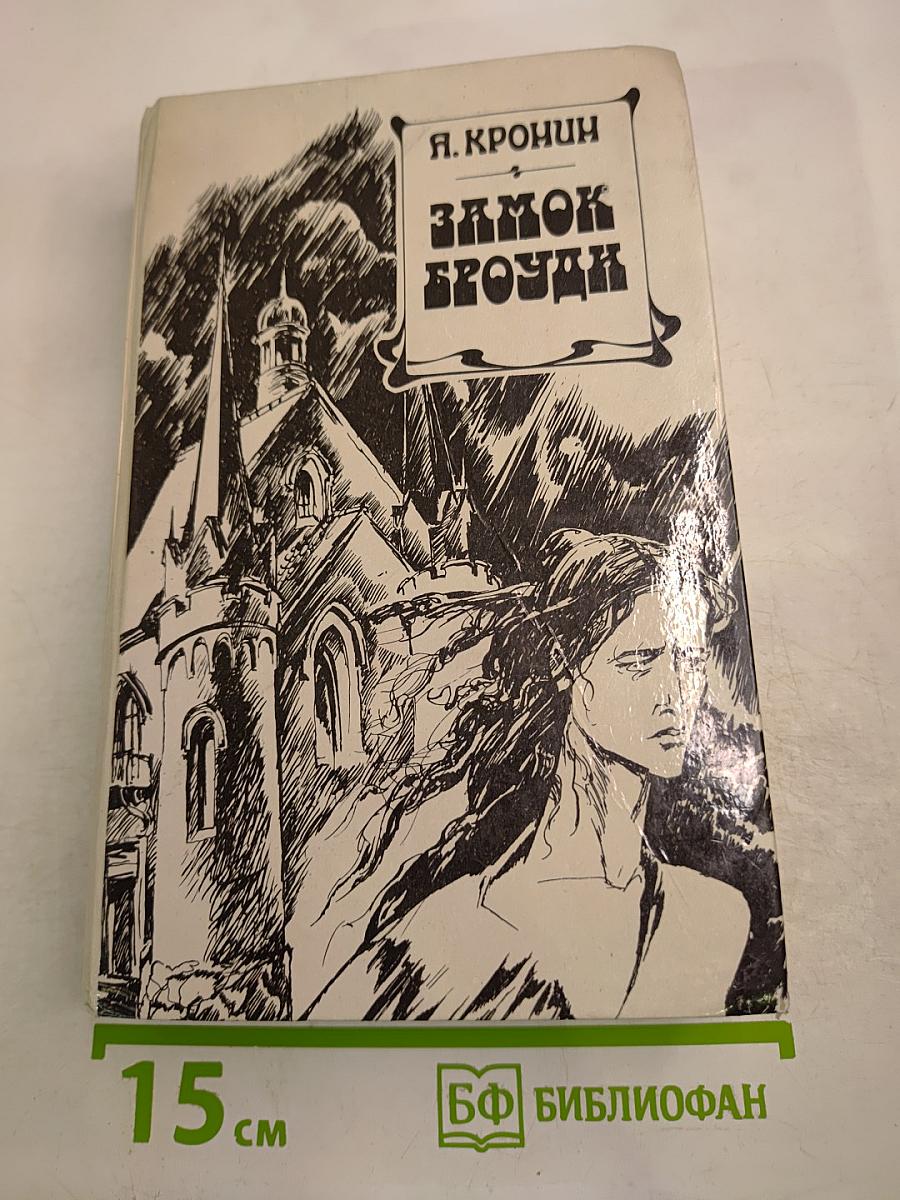 А. КРОНИН
ЗАМОК
БРОУДИ
15 см
БФ БИБЛИОФАН